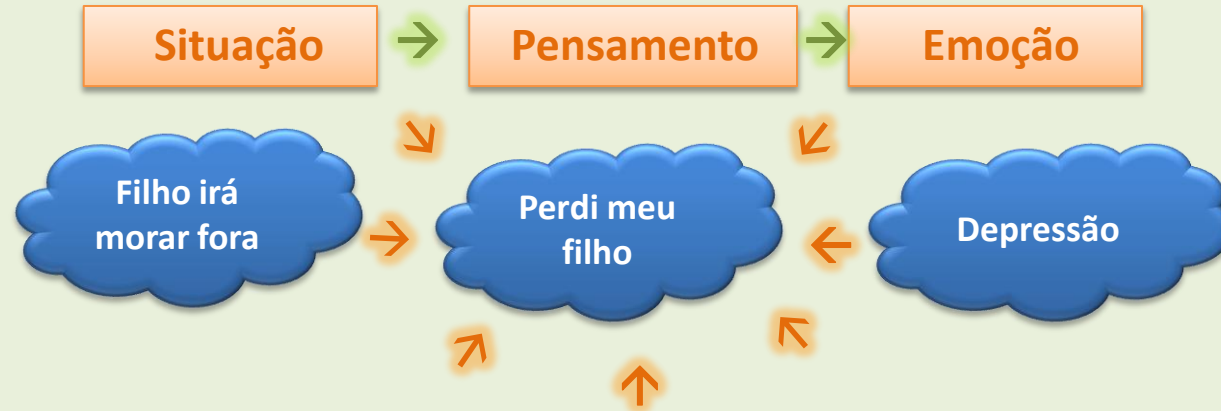 Situação
Pensamento
Emoção
Filho irá
morar fora
Perdi meu
filho
Depressão